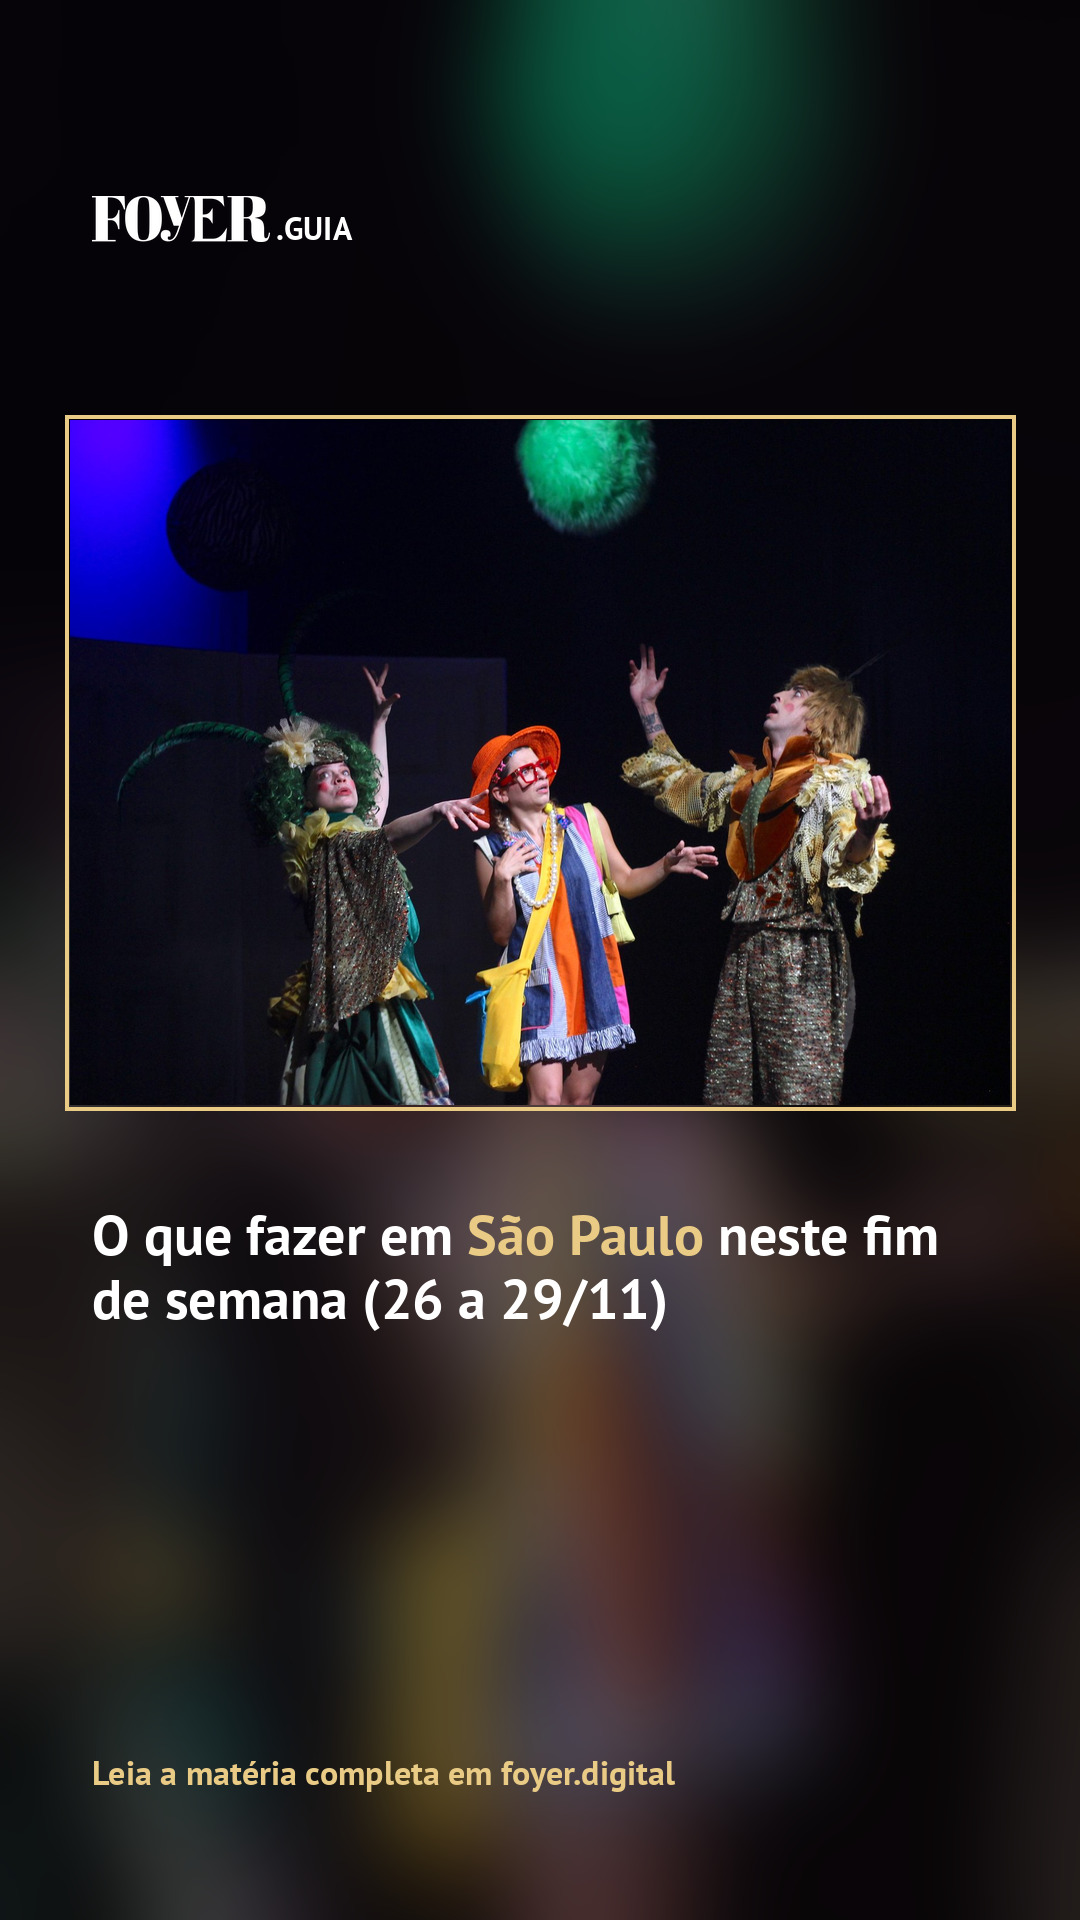 FOYER.GUIA
O que fazer em São Paulo neste fim
de semana (26 a 29/11)
Leia a matéria completa em foyer.digital